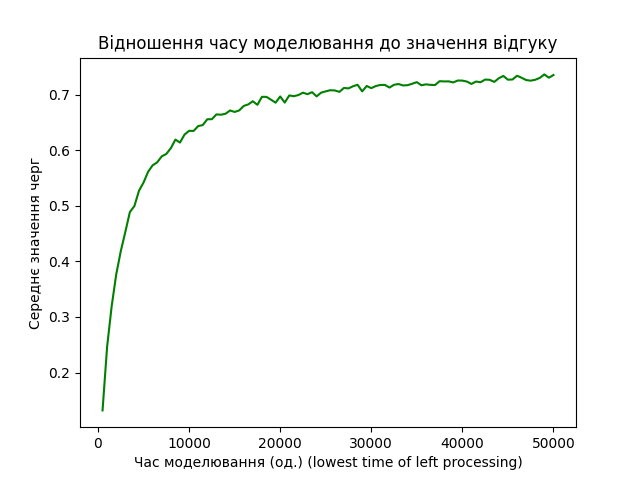 Відношення часу моделювання до значення відгуку
Середнє значення черг
0.7
0.6
0.5
0.4
0.3
0.2
0 10000 20000 30000 40000 50000
Час моделювання (од.) (lowest time of left processing)